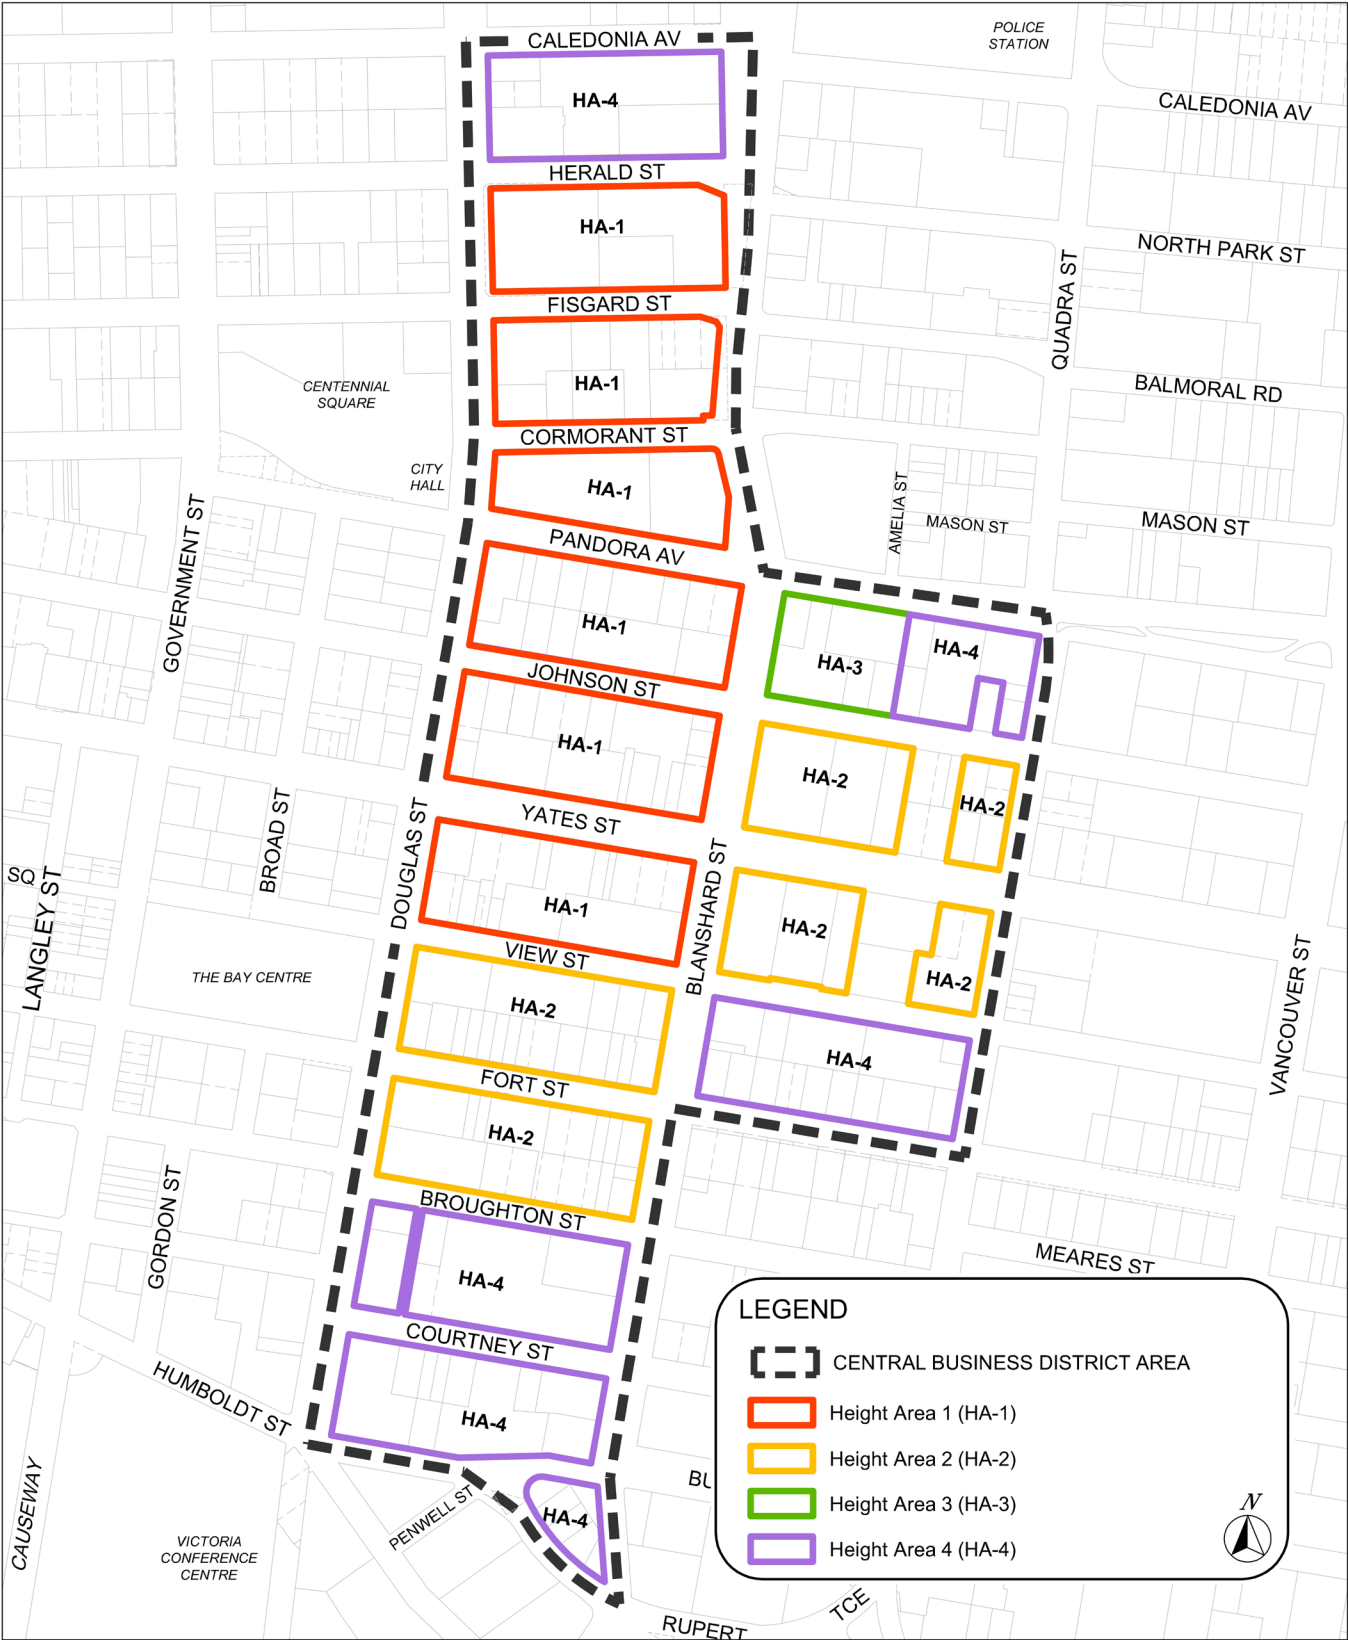 POLICE
STATION
CALEDONIA AV
CALEDONIA AV
HA-4
HERALD ST
HA-1
NORTH PARK ST
QUADRA ST
FISGARD ST
HA-1
CENTENNIAL
SQUARE
BALMORAL RD
CORMORANT ST
CITY
HALL
HA-1
AMELIA ST
MASON ST
MASON ST
GOVERNMENT ST
PANDORA AV
HA-1
HA-3
HA-4
JOHNSON ST
HA-1
HA-2
HA-2
YATES ST
BROAD ST
DOUGLAS ST
SQ
LANGLEY ST
HA-1
BLANSHARD ST
HA-2
HA-2
VANCOUVER ST
VIEW ST
THE BAY CENTRE
HA-2
HA-4
FORT ST
HA-2
GORDON ST
BROUGHTON ST
MEARES ST
HA-4
COURTNEY ST
HUMBOLDT ST
HA-4
BU
CAUSEWAY
PENWELL ST
HA-4
VICTORIA
CONFERENCE
CENTRE
RUPERT
TCE
LEGEND
CENTRAL BUSINESS DISTRICT AREA
Height Area 1 (HA-1)
Height Area 2 (HA-2)
Height Area 3 (HA-3)
Height Area 4 (HA-4)
N